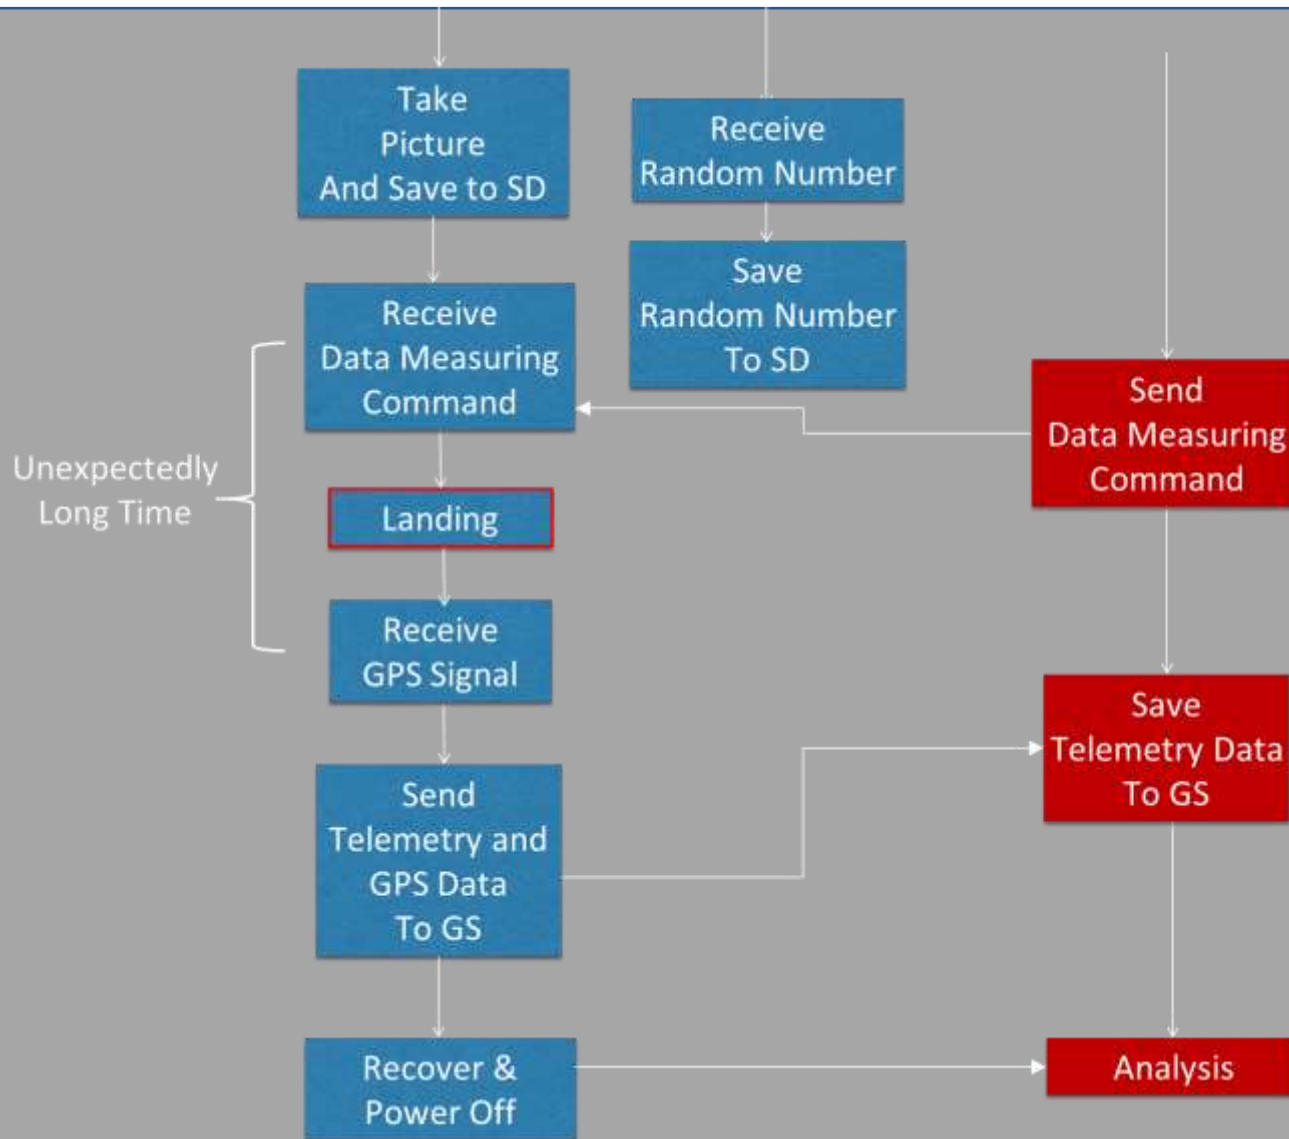 Take
Picture
And Save to SD
Receive
Random Number
Save
Random Number
To SD
Receive
Data Measuring
Command
Send
Data Measuring
Command
Unexpectedly
Long Time
Landing
Receive
GPS Signal
Save
Telemetry Data
To GS
Send
Telemetry and
GPS Data
To GS
Recover &
Power Off
Analysis